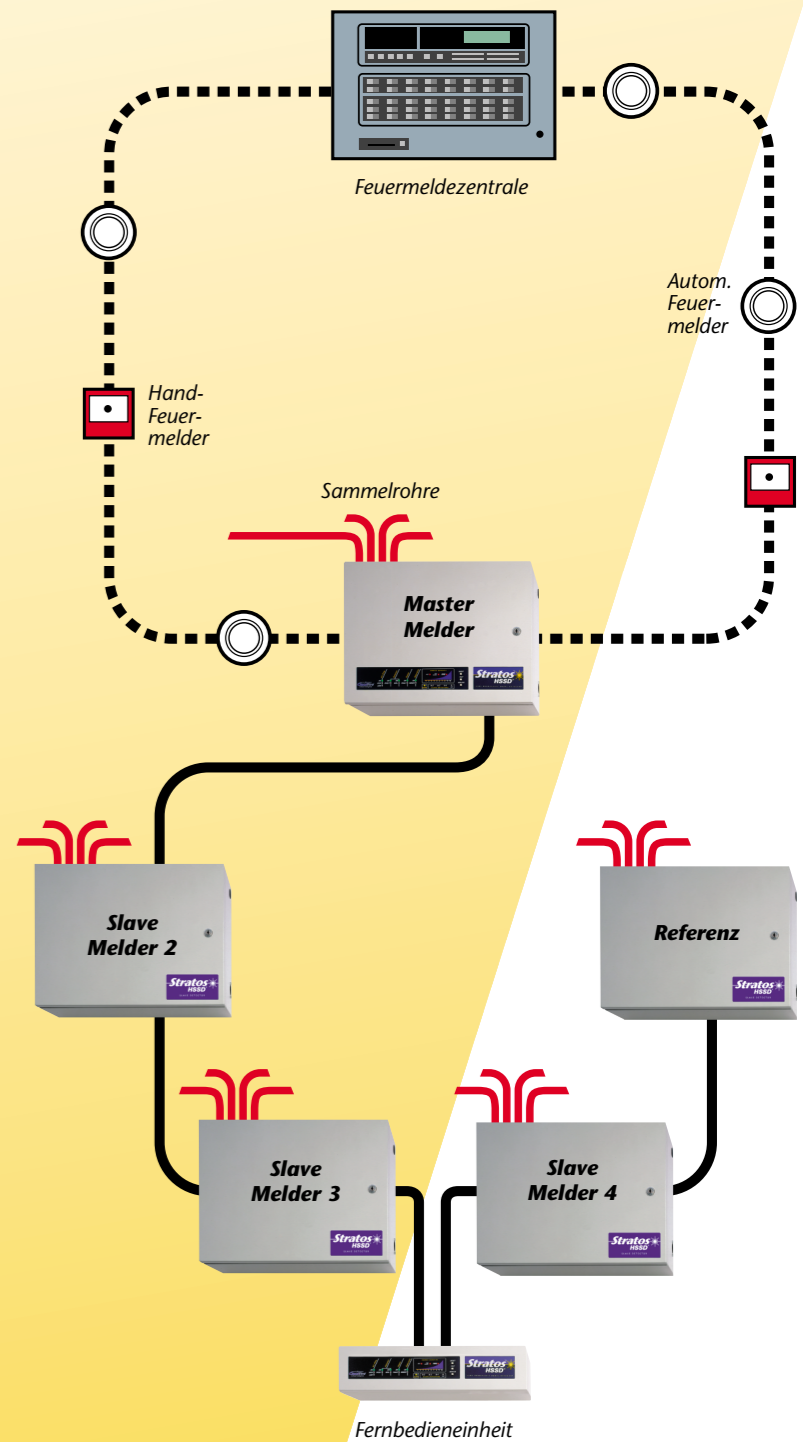 Feuermeldezentrale
Autom.
Feuer-
melder
Hand-
Feuer-
melder
Sammelrohre
Master
Melder
Stratos
HSSD
Slave
Melder 2
Stratos
HSSD
Referenz
Stratos
HSSD
Slave
Melder 3
Stratos
HSSD
Slave
Melder 4
Stratos
HSSD
Stratos
HSSD
Fernbedieneinheit